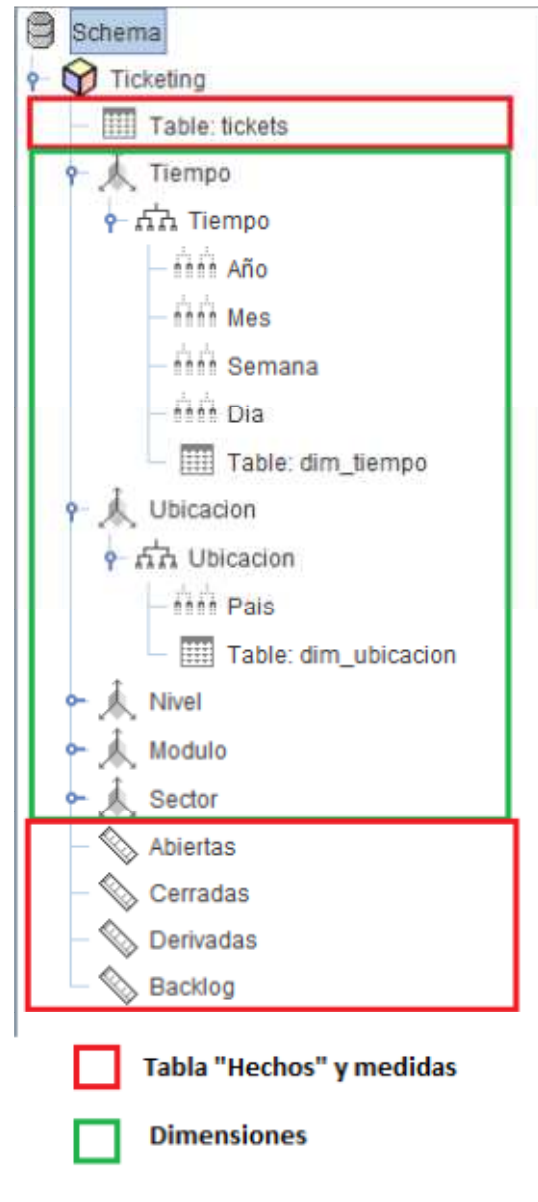 Schema
Ticketing
Table: tickets
Tiempo
Tiempo
Año
Mes
Semana
Dia
Table: dim_tiempo
Ubicacion
Ubicacion
Pais
Table: dim_ubicacion
Nivel
Modulo
Sector
Abiertas
Cerradas
Derivadas
Backlog
Tabla "Hechos" y medidas
Dimensiones